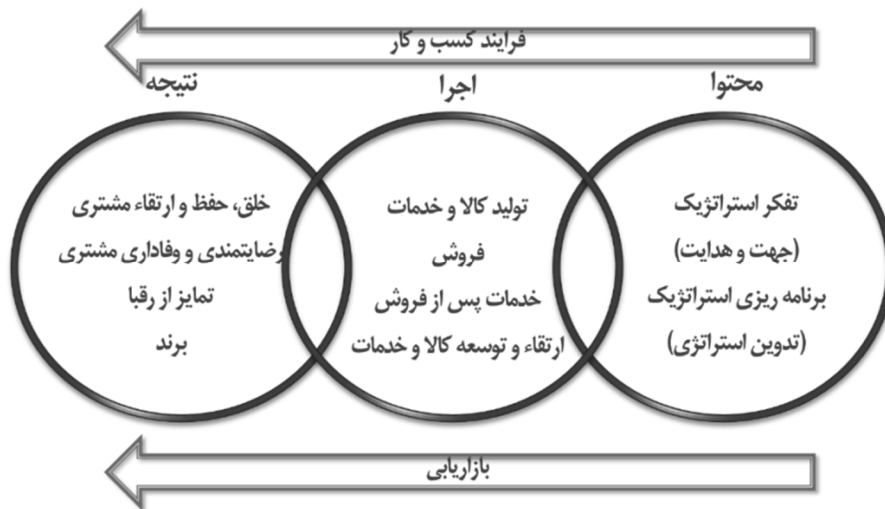 فرایند کسب و کار
محتوا
اجرا
نتیجه
تفکر استراتژیک
(جهت و هدایت)
برنامه ریزی استراتژیک
(تدوین استراتژی)
تولید کالا و خدمات
فروش
خدمات پس از فروش
ارتقاء و توسعه کالا و خدمات
خلق، حفظ و ارتقاء مشتری
رضایتمندی و وفاداری مشتری
تمایز از رقبا
برند
بازاریابی